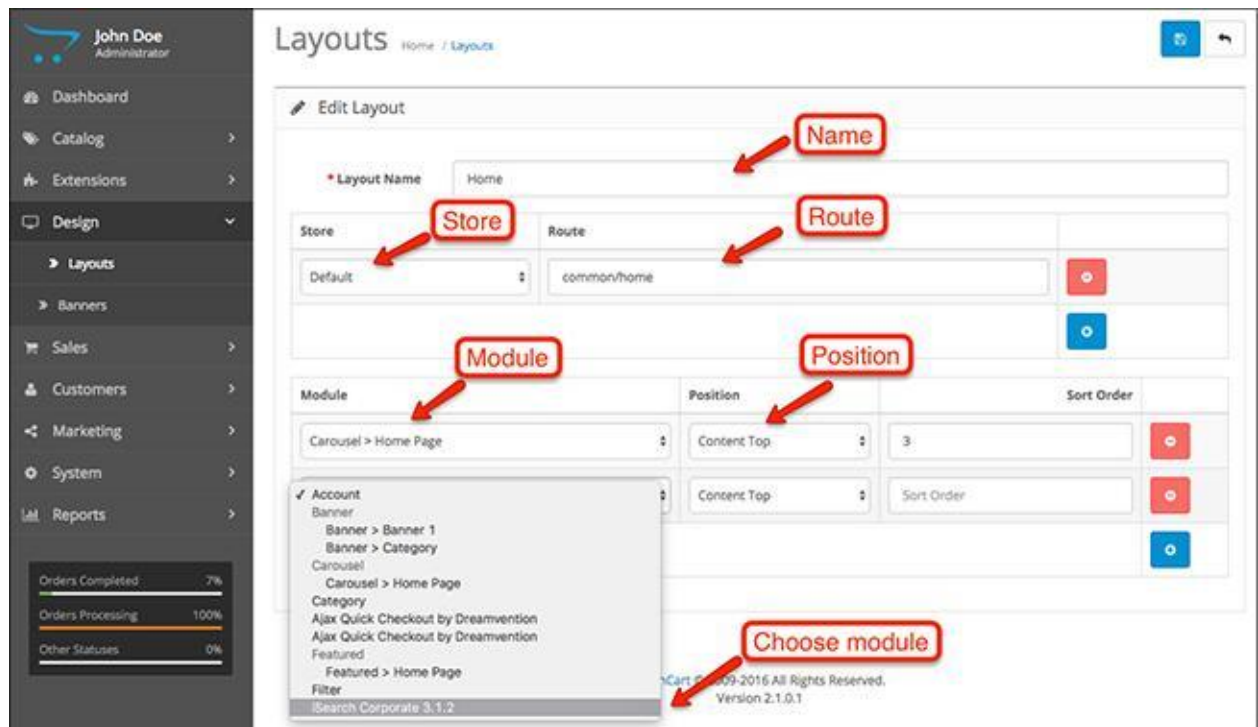 John Doe
Administrator
Dashboard
Catalog
Extensions
Design
Layouts
Banners
Sales
Customers
Marketing
System
Reports
Orders Completed 7%
Orders Processing 100%
Other Statuses 0%
Layouts Home / Layouts
Edit Layout
Name
* Layout Name Home
Store
Route
Store Route
Default common/home
Module
Position
Module Position Sort Order
Carousel > Home Page Content Top 3
Content Top Sort Order
✓ Account
Banner
Banner > Banner 1
Banner > Category
Carousel
Carousel > Home Page
Category
Ajax Quick Checkout by Dreamvention
Ajax Quick Checkout by Dreamvention
Featured
Featured > Home Page
Filter
iSearch Corporate 3.1.2
Choose module
2016 All Rights Reserved.
Version 2.1.0.1